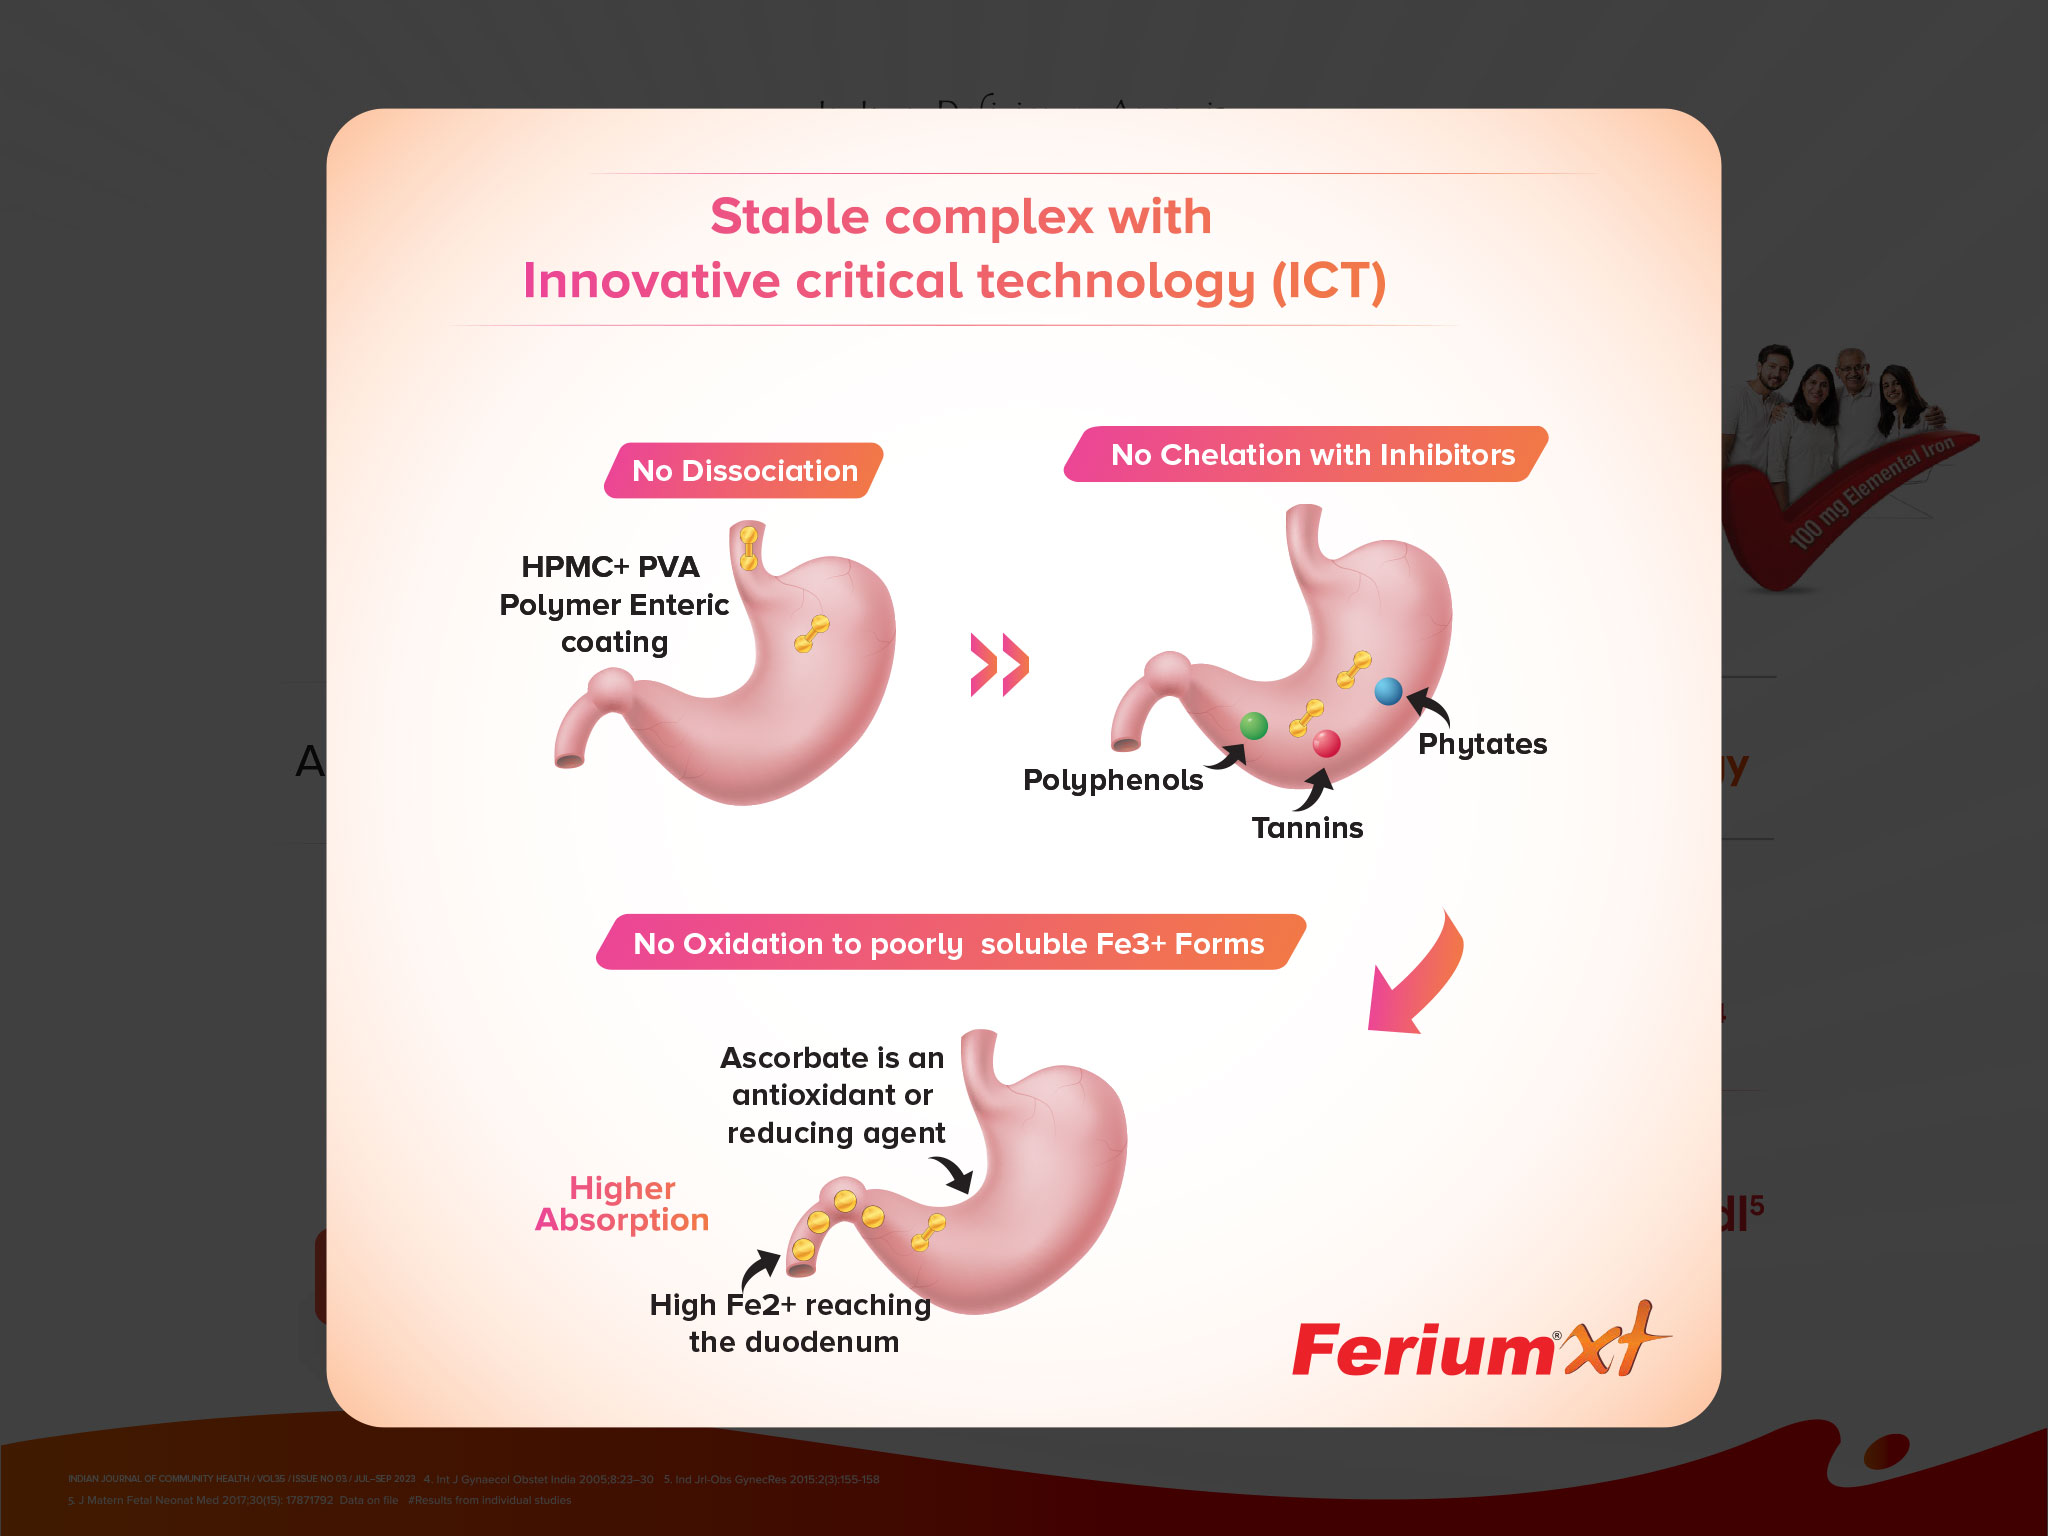 Stable complex with
Innovative critical technology (ICT)
No Dissociation
HPMC+ PVA
Polymer Enteric
coating
No Chelation with Inhibitors
Polyphenols
Tannins
Phytates
No Oxidation to poorly soluble Fe3+ Forms
Ascorbate is an
antioxidant or
reducing agent
Higher
Absorption
High Fe2+ reaching
the duodenum
Ferium® xt
100 mg Elemental Iron
A
gy
4
dl⁵
INDIAN JOURNAL OF COMMUNITY HEALTH / VOL35 / ISSUE NO 03 / JUL–SEP 2023 4. Int J Gynaecol Obstet India 2005;8:23–30 5. Ind Jrl-Obs GynecRes 2015;2(3):155-158
5. J Matern Fetal Neonat Med 2017;30(15): 17871792 Data on file #Results from individual studies